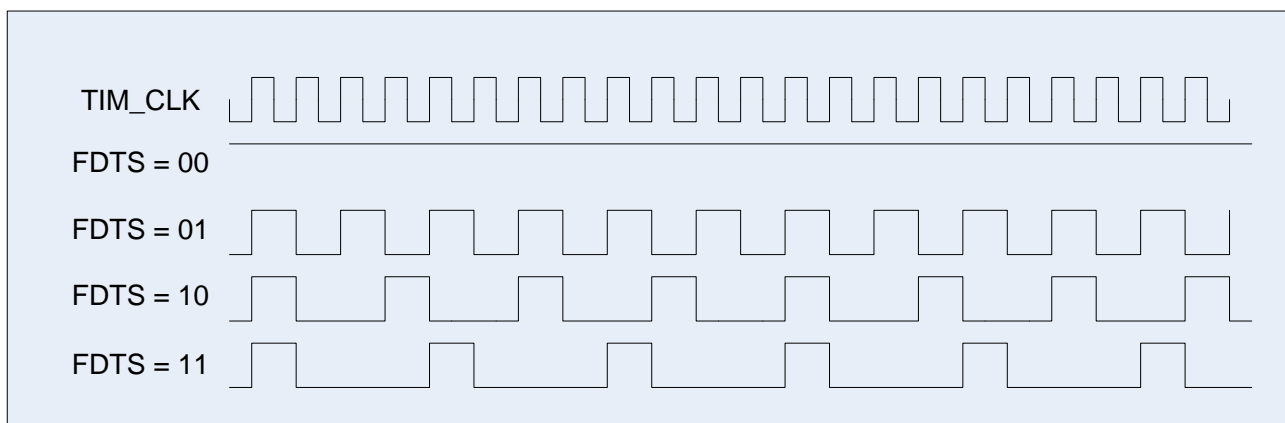 TIM_CLK
FDTS = 00
FDTS = 01
FDTS = 10
FDTS = 11